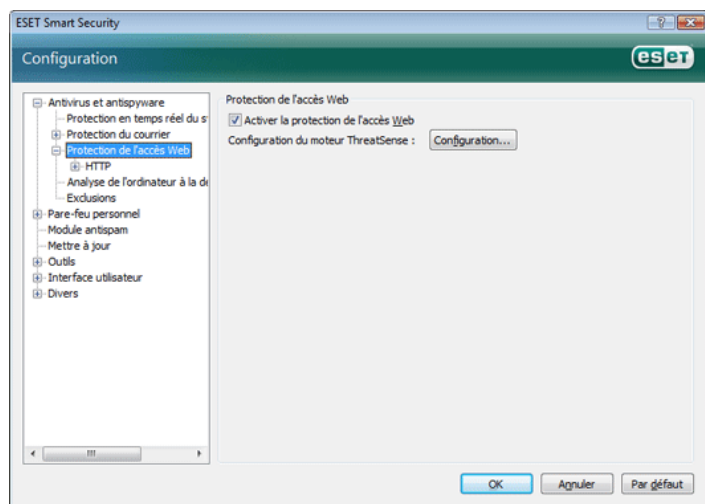 ESET Smart Security
Configuration
eseT
Antivirus et antispyware
Protection en temps réel du s
Protection du courrier
Protection de l'accès Web
HTTP
Analyse de l'ordinateur à la de
Exclusions
Pare-feu personnel
Module antispam
Mettre à jour
Outils
Interface utilisateur
Divers
Protection de l'accès Web
Activer la protection de l'accès Web
Configuration du moteur ThreatSense : Configuration...
OK Annuler Par défaut